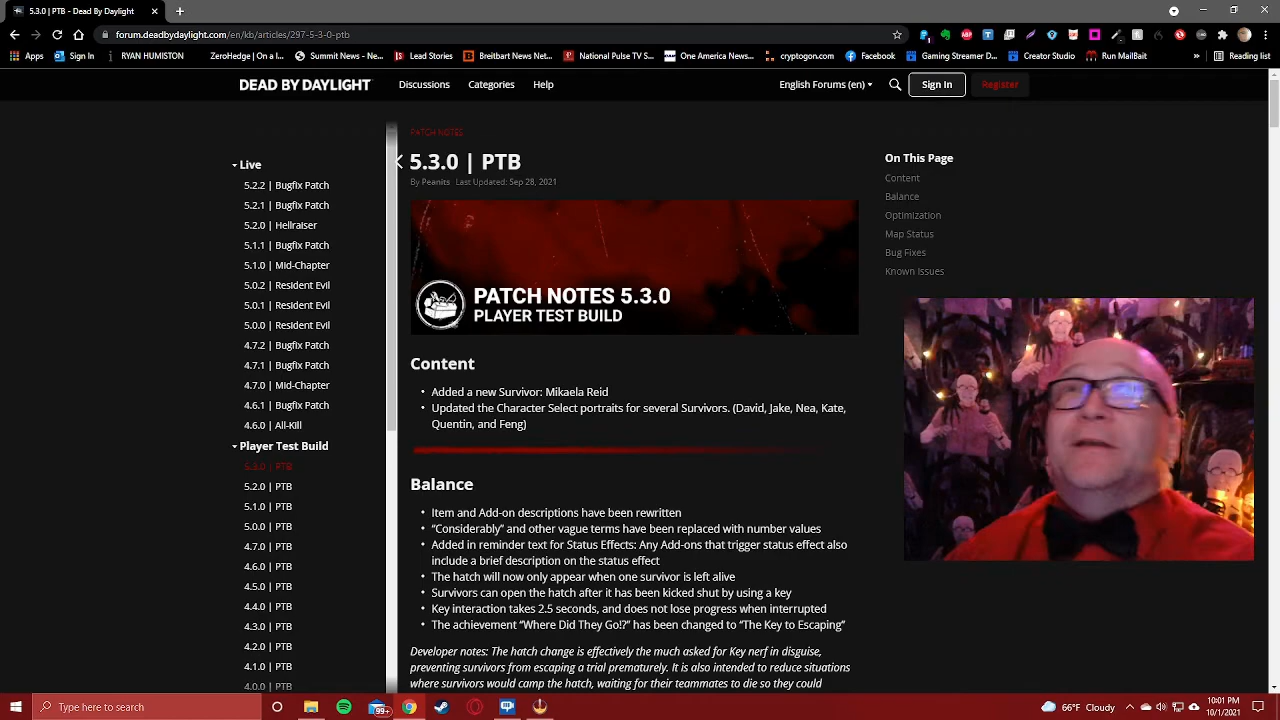 5.3.0 | PTB - Dead by Daylight
forum.deadbydaylight.com/en/kb/articles/297-5-3-0-ptb
Apps Sign In RYAN HUMISTON ZeroHedge | On a l... Summit News - Ne... Lead Stories Breitbart News Net... National Pulse TV S... One America News... cryptogon.com Facebook Gaming Streamer D... Creator Studio Run MailBait » Reading list
DEAD BY DAYLIGHT Discussions Categories Help English Forums (en) Sign In Register
Live
5.2.2 | Bugfix Patch
5.2.1 | Bugfix Patch
5.2.0 | Hellraiser
5.1.1 | Bugfix Patch
5.1.0 | Mid-Chapter
5.0.2 | Resident Evil
5.0.1 | Resident Evil
5.0.0 | Resident Evil
4.7.2 | Bugfix Patch
4.7.1 | Bugfix Patch
4.7.0 | Mid-Chapter
4.6.1 | Bugfix Patch
4.6.0 | All-Kill
Player Test Build
5.3.0 | PTB
5.2.0 | PTB
5.1.0 | PTB
5.0.0 | PTB
4.7.0 | PTB
4.6.0 | PTB
4.5.0 | PTB
4.4.0 | PTB
4.3.0 | PTB
4.2.0 | PTB
4.1.0 | PTB
4.0.0 | PTB
PATCH NOTES
5.3.0 | PTB
By Peanits Last Updated: Sep 28, 2021
PATCH NOTES 5.3.0
PLAYER TEST BUILD
Content
• Added a new Survivor: Mikaela Reid
• Updated the Character Select portraits for several Survivors. (David, Jake, Nea, Kate,
Quentin, and Feng)
Balance
• Item and Add-on descriptions have been rewritten
• “Considerably” and other vague terms have been replaced with number values
• Added in reminder text for Status Effects: Any Add-ons that trigger status effect also
include a brief description on the status effect
• The hatch will now only appear when one survivor is left alive
• Survivors can open the hatch after it has been kicked shut by using a key
• Key interaction takes 2.5 seconds, and does not lose progress when interrupted
• The achievement “Where Did They Go!?” has been changed to “The Key to Escaping”
Developer notes: The hatch change is effectively the much asked for Key nerf in disguise,
preventing survivors from escaping a trial prematurely. It is also intended to reduce situations
where survivors would camp the hatch, waiting for their teammates to die so they could
On This Page
Content
Balance
Optimization
Map Status
Bug Fixes
Known Issues
Type here to search
99+
Cloudy
10:01 PM
10/1/2021